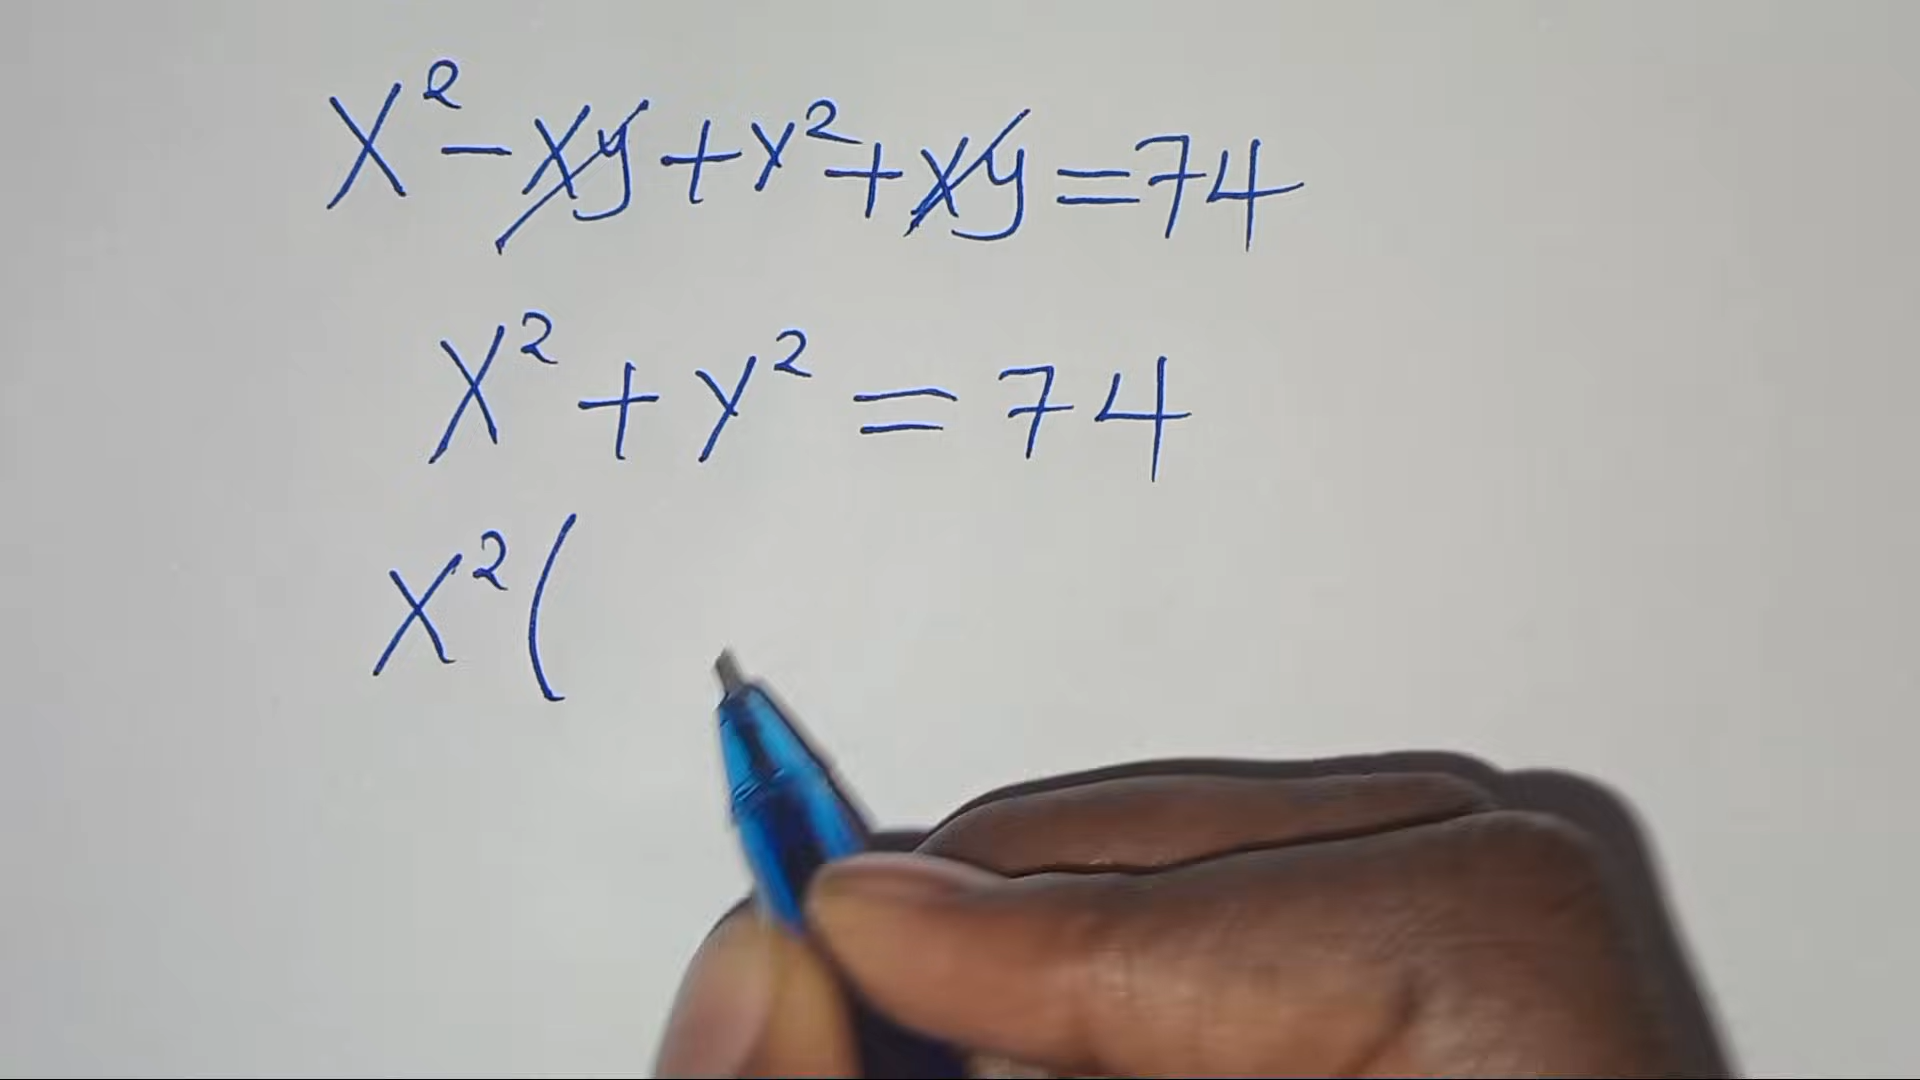 x² - xy + y² + xy = 74
x² + y² = 74
x² (